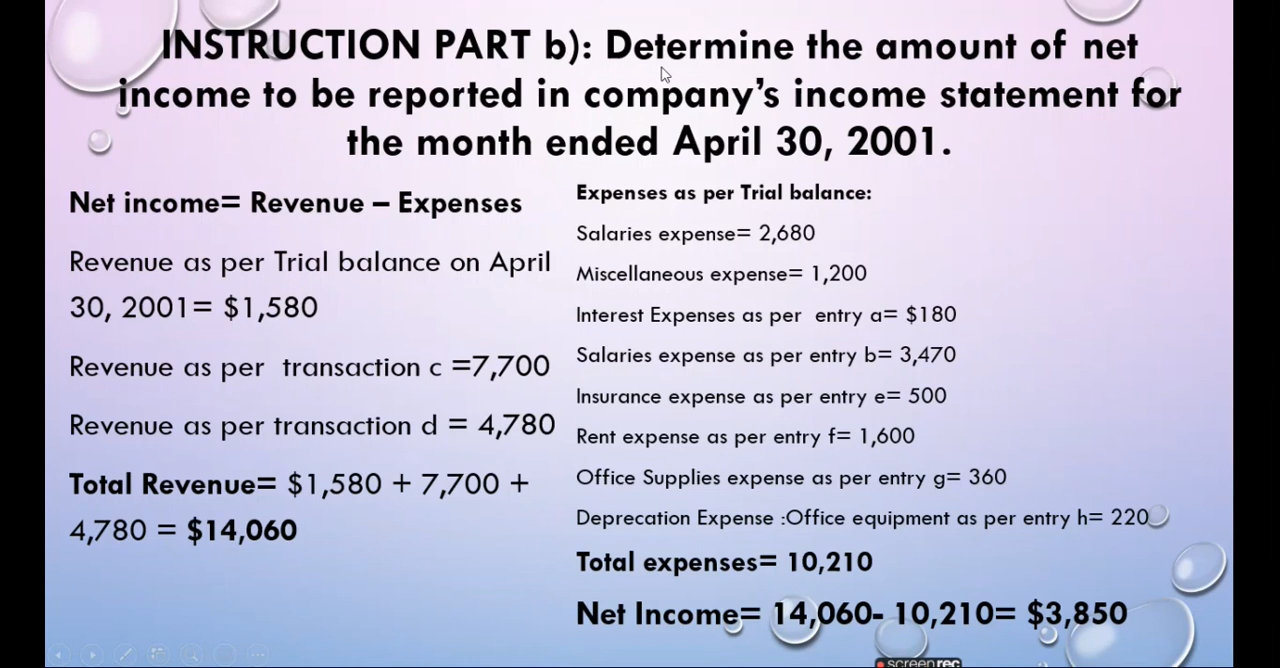 INSTRUCTION PART b): Determine the amount of net
income to be reported in company's income statement for
the month ended April 30, 2001.
Net income= Revenue – Expenses
Revenue as per Trial balance on April
30, 2001= $1,580
Revenue as per transaction c =7,700
Revenue as per transaction d = 4,780
Total Revenue= $1,580 + 7,700 +
4,780 = $14,060
Expenses as per Trial balance:
Salaries expense= 2,680
Miscellaneous expense= 1,200
Interest Expenses as per entry a= $180
Salaries expense as per entry b= 3,470
Insurance expense as per entry e= 500
Rent expense as per entry f= 1,600
Office Supplies expense as per entry g= 360
Deprecation Expense :Office equipment as per entry h= 220
Total expenses= 10,210
Net Income= 14,060- 10,210= $3,850
screenrec